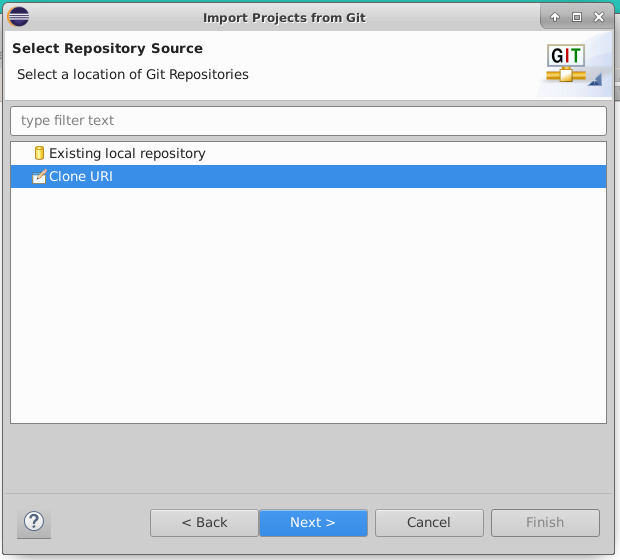 Import Projects from Git
Select Repository Source
Select a location of Git Repositories
GIT
type filter text
Existing local repository
Clone URI
?
< Back
Next >
Cancel
Finish